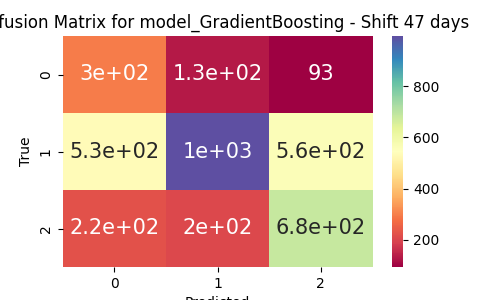 fusion Matrix for model_GradientBoosting - Shift 47 days
0 3e+02 1.3e+02 93
1 5.3e+02 1e+03 5.6e+02
2 2.2e+02 2e+02 6.8e+02
True
0 1 2
Predicted
800
600
400
200